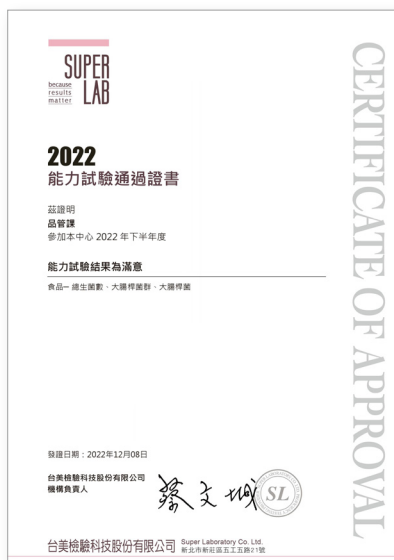 SUPER
LAB
because
results
matter
2022
能力試驗通過證書
茲證明
品管課
參加本中心 2022 年下半年度
能力試驗結果為滿意
食品─ 總生菌數、大腸桿菌群、大腸桿菌
發證日期：2022年12月08日
台美檢驗科技股份有限公司
機構負責人
蔡文城
SL
台美檢驗科技股份有限公司
Super Laboratory Co. Ltd.
新北市新莊區五工五路21號
CERTIFICATE OF APPROVAL